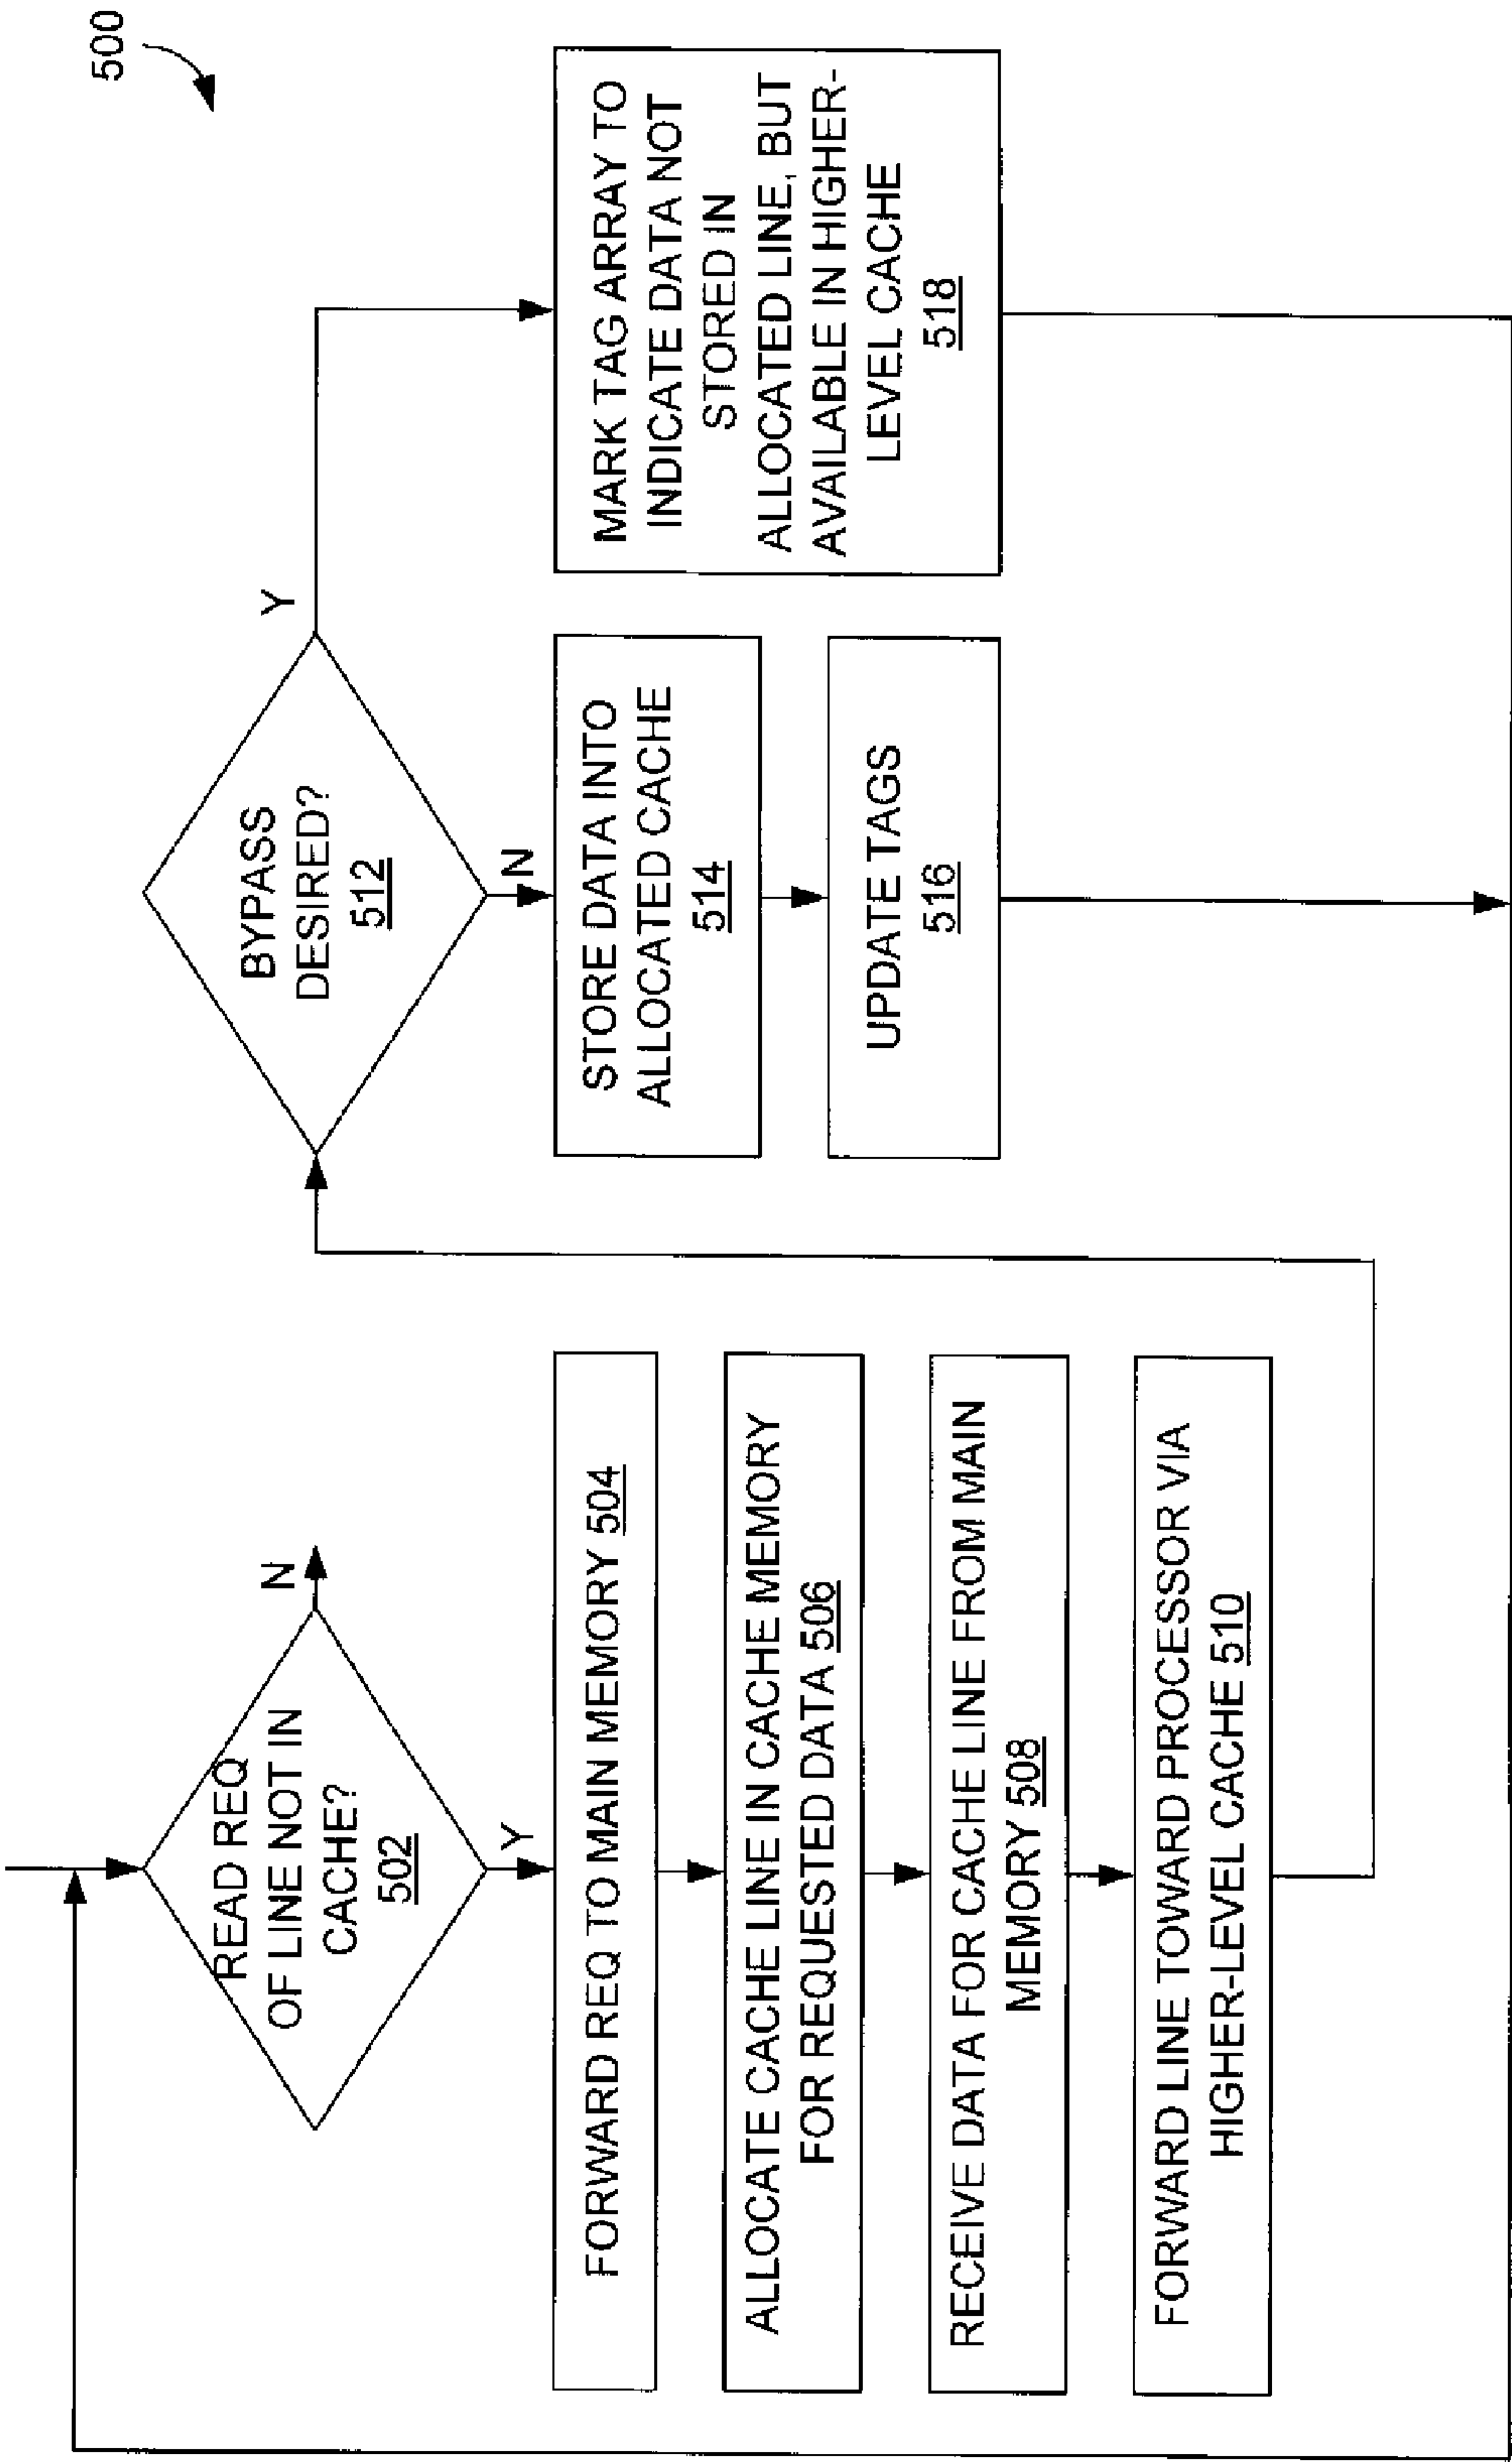 500
READ REQ
OF LINE NOT IN
CACHE?
502
N
Y
FORWARD REQ TO MAIN MEMORY 504
ALLOCATE CACHE LINE IN CACHE MEMORY
FOR REQUESTED DATA 506
RECEIVE DATA FOR CACHE LINE FROM MAIN
MEMORY 508
FORWARD LINE TOWARD PROCESSOR VIA
HIGHER-LEVEL CACHE 510
BYPASS
DESIRED?
512
Y
N
STORE DATA INTO
ALLOCATED CACHE
514
UPDATE TAGS
516
MARK TAG ARRAY TO
INDICATE DATA NOT
STORED IN
ALLOCATED LINE, BUT
AVAILABLE IN HIGHER-
LEVEL CACHE
518